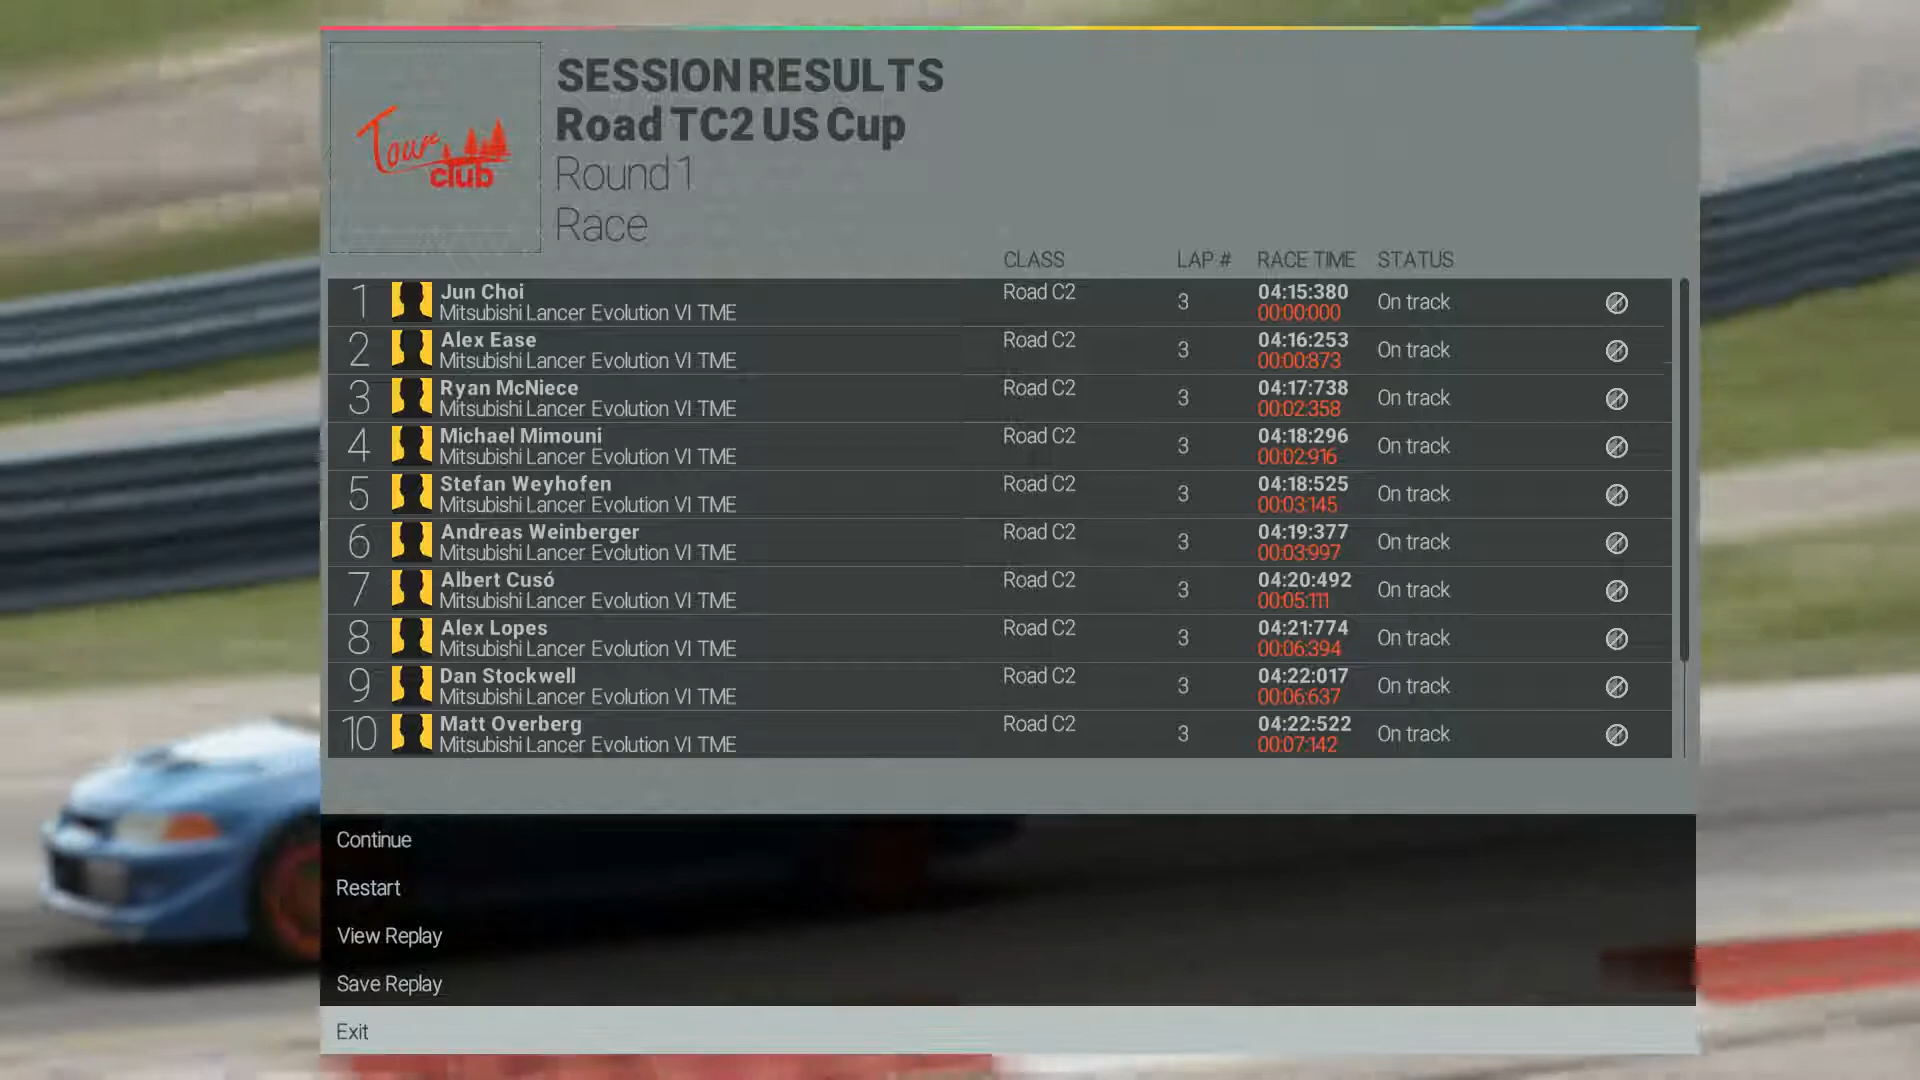 Tour
club
SESSION RESULTS
Road TC2 US Cup
Round 1
Race
CLASS LAP # RACE TIME STATUS
1 Jun Choi Road C2 3 04:15:380 On track
Mitsubishi Lancer Evolution VI TME 00:00:000
2 Alex Ease Road C2 3 04:16:253 On track
Mitsubishi Lancer Evolution VI TME 00:00:873
3 Ryan McNiece Road C2 3 04:17:738 On track
Mitsubishi Lancer Evolution VI TME 00:02:358
4 Michael Mimouni Road C2 3 04:18:296 On track
Mitsubishi Lancer Evolution VI TME 00:02:916
5 Stefan Weyhofen Road C2 3 04:18:525 On track
Mitsubishi Lancer Evolution VI TME 00:03:145
6 Andreas Weinberger Road C2 3 04:19:377 On track
Mitsubishi Lancer Evolution VI TME 00:03:997
7 Albert Cusó Road C2 3 04:20:492 On track
Mitsubishi Lancer Evolution VI TME 00:05:111
8 Alex Lopes Road C2 3 04:21:774 On track
Mitsubishi Lancer Evolution VI TME 00:06:394
9 Dan Stockwell Road C2 3 04:22:017 On track
Mitsubishi Lancer Evolution VI TME 00:06:637
10 Matt Overberg Road C2 3 04:22:522 On track
Mitsubishi Lancer Evolution VI TME 00:07:142
Continue
Restart
View Replay
Save Replay
Exit